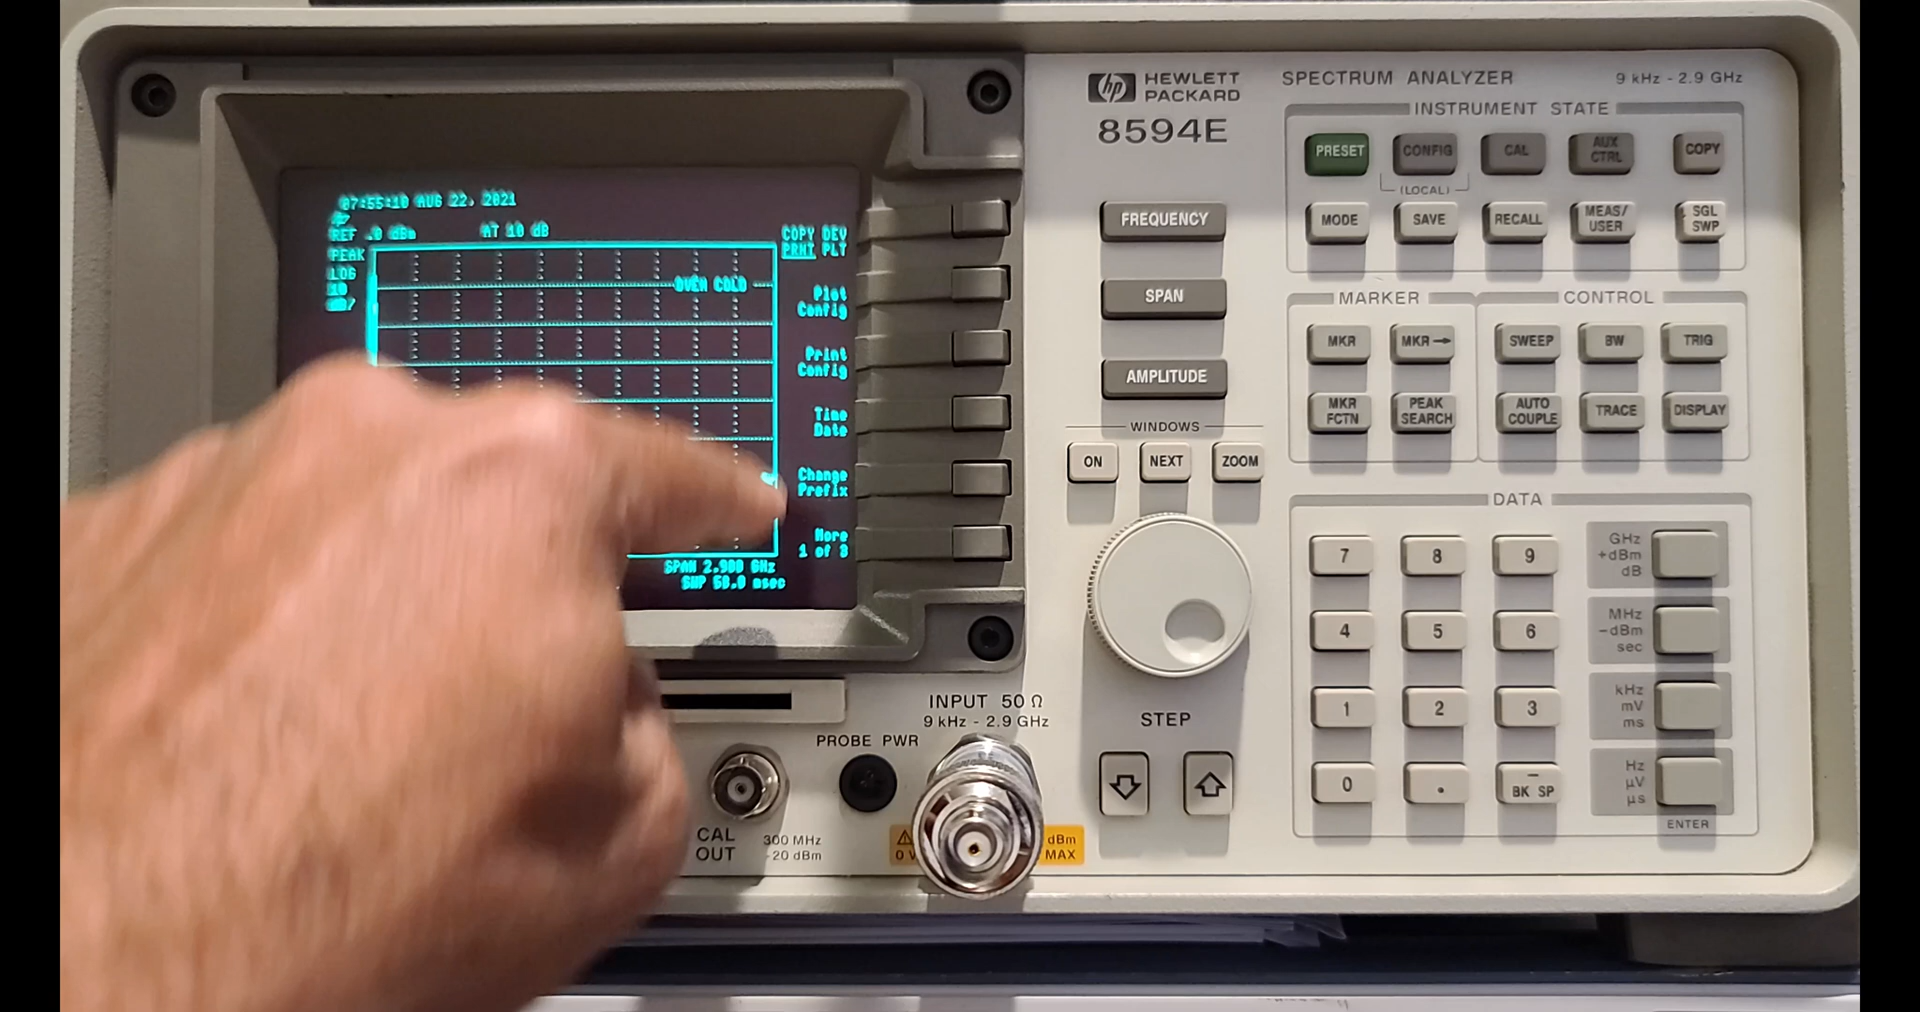 07:55:10 AUG 22, 2021
REF .0 dBm AT 10 dB
PEAK
LOG
10
dB/
OVEN COLD
COPY DEV
PRNT PLT
Plot
Config
Print
Config
Time
Date
Change
Prefix
More
1 of 3
SPAN 2.900 GHz
SWP 50.0 msec
hp HEWLETT
PACKARD
8594E
SPECTRUM ANALYZER
9 kHz - 2.9 GHz
INSTRUMENT STATE
PRESET CONFIG CAL AUX
CTRL COPY
(LOCAL)
MODE SAVE RECALL MEAS/
USER SGL
SWP
FREQUENCY
SPAN
AMPLITUDE
WINDOWS
ON NEXT ZOOM
MARKER
MKR MKR→
MKR
FCTN PEAK
SEARCH
CONTROL
SWEEP BW TRIG
AUTO
COUPLE TRACE DISPLAY
DATA
7 8 9
GHz
+dBm
dB
4 5 6
MHz
-dBm
sec
1 2 3
kHz
mV
ms
0 . – BK SP
Hz
µV
µs
ENTER
STEP
INPUT 50 Ω
9 kHz - 2.9 GHz
PROBE PWR
CAL
OUT
300 MHz
-20 dBm
0 V
dBm
MAX